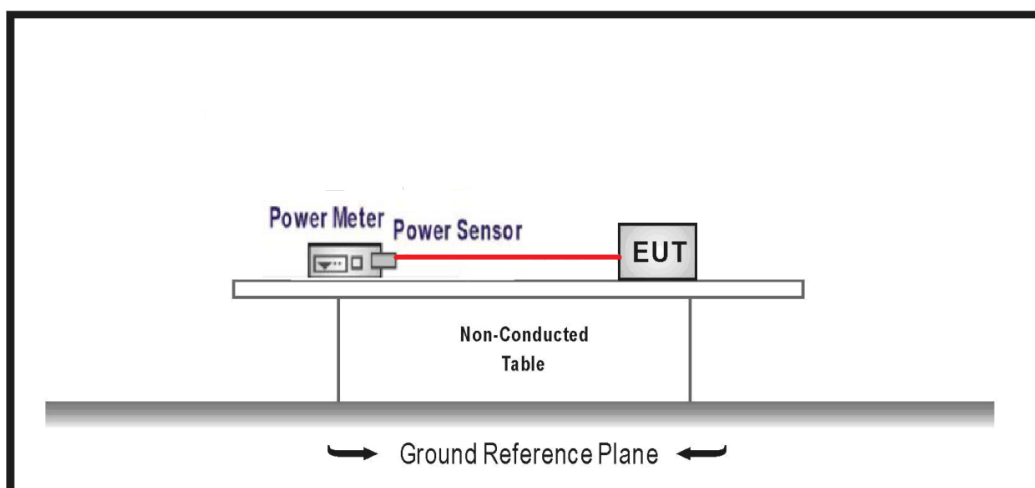 Power Meter
Power Sensor
EUT
Non-Conducted
Table
Ground Reference Plane